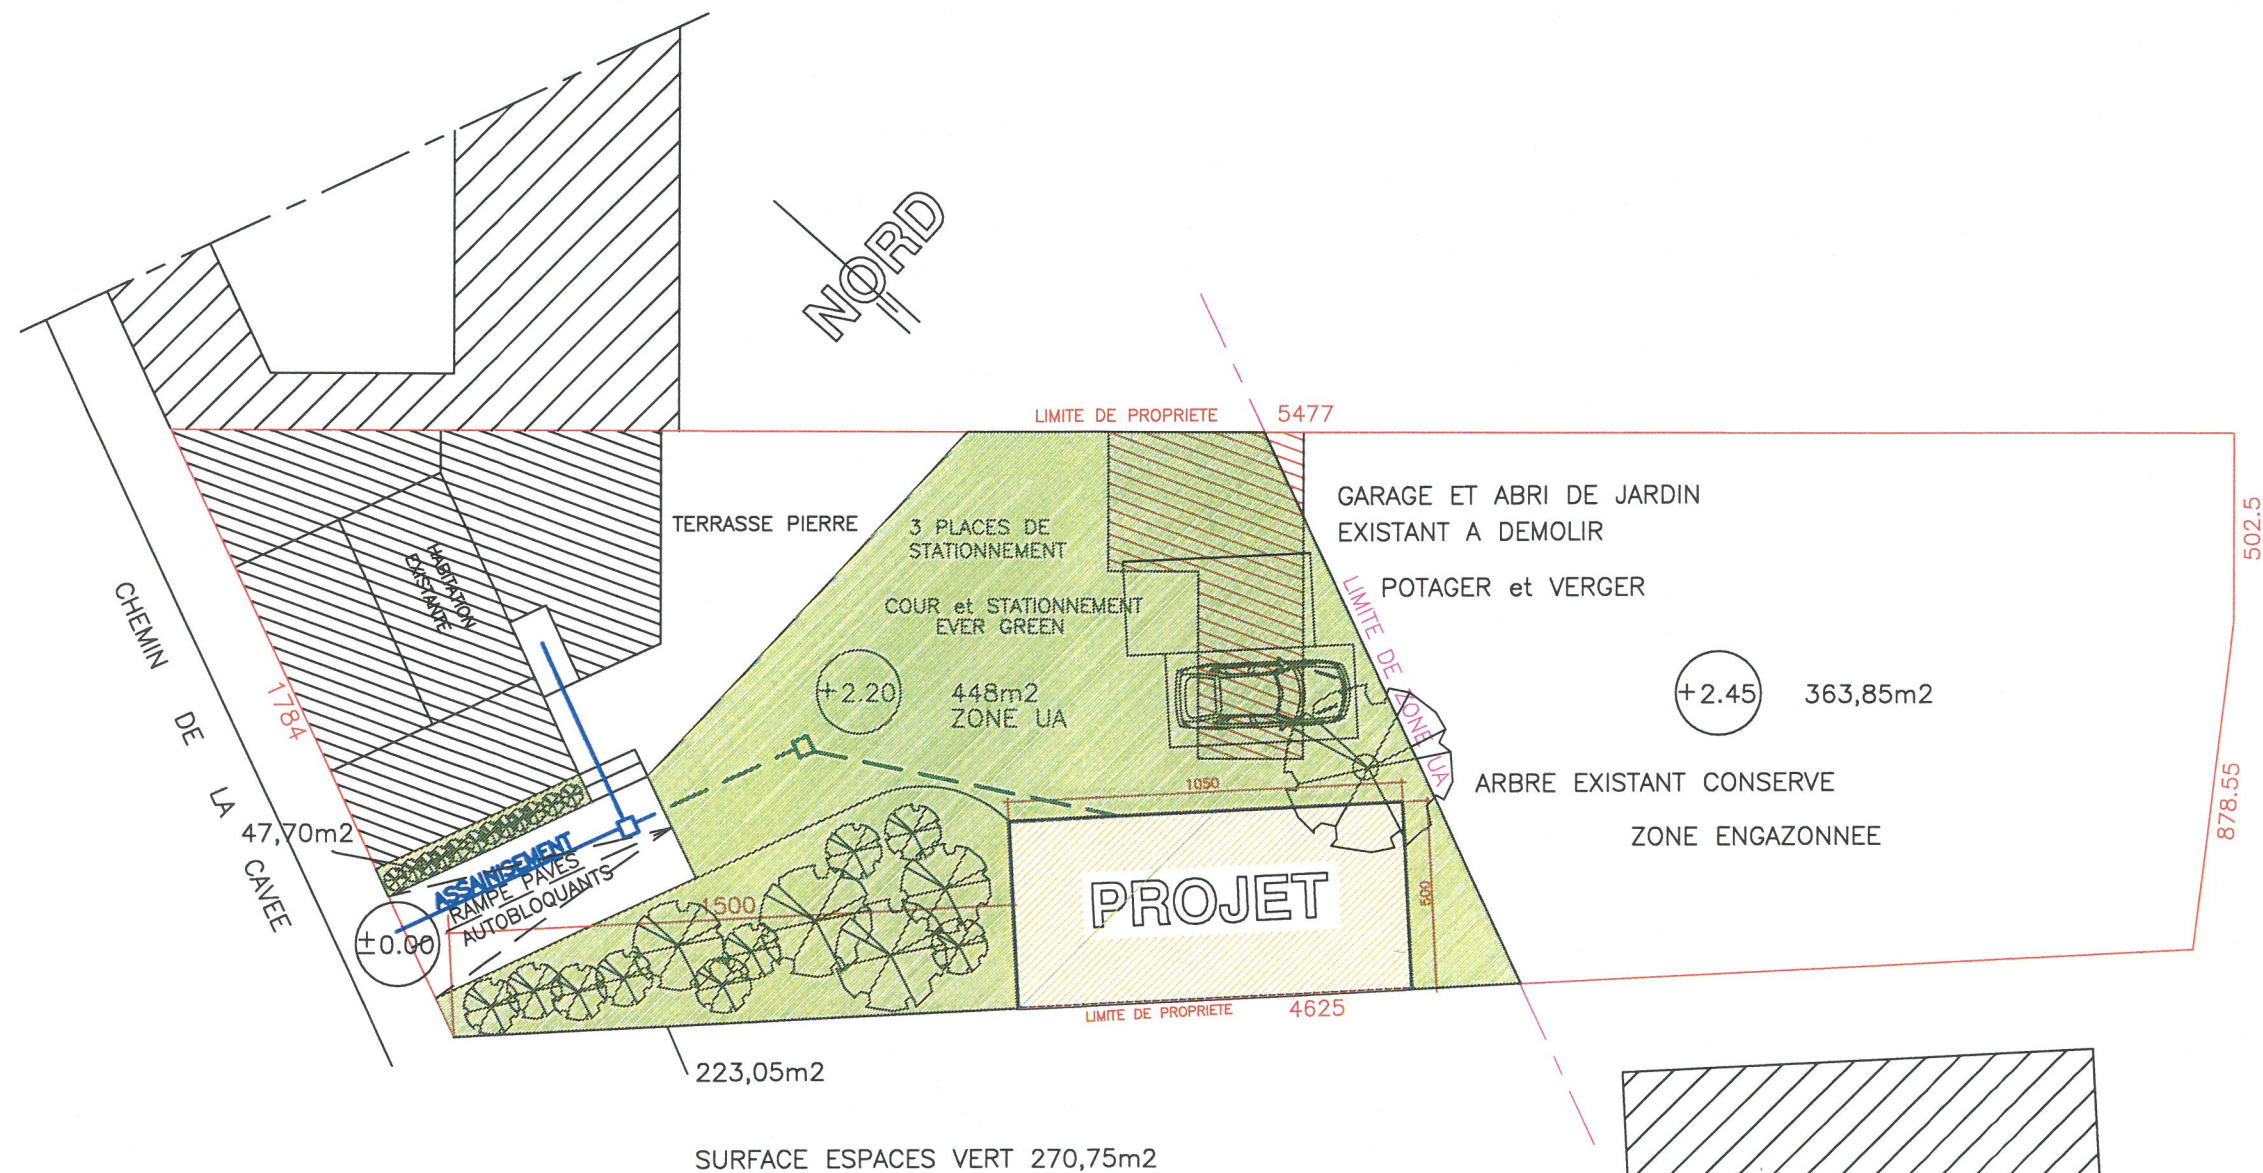 NORD
LIMITE DE PROPRIETE 5477
GARAGE ET ABRI DE JARDIN
EXISTANT A DEMOLIR
502.5
TERRASSE PIERRE
3 PLACES DE
STATIONNEMENT
HABITATION
EXISTANTE
POTAGER et VERGER
COUR et STATIONNEMENT
EVER GREEN
CHEMIN DE LA CAVEE
1784
+2.20
448m2
ZONE UA
LIMITE DE ZONE UA
+2.45
363,85m2
878.55
1050
ARBRE EXISTANT CONSERVE
ZONE ENGAZONNEE
47,70m2
ASSAINISEMENT
RAMPE PAVES
AUTOBLOQUANTS
±0.00
1500
PROJET
500
LIMITE DE PROPRIETE 4625
223,05m2
SURFACE ESPACES VERT 270,75m2